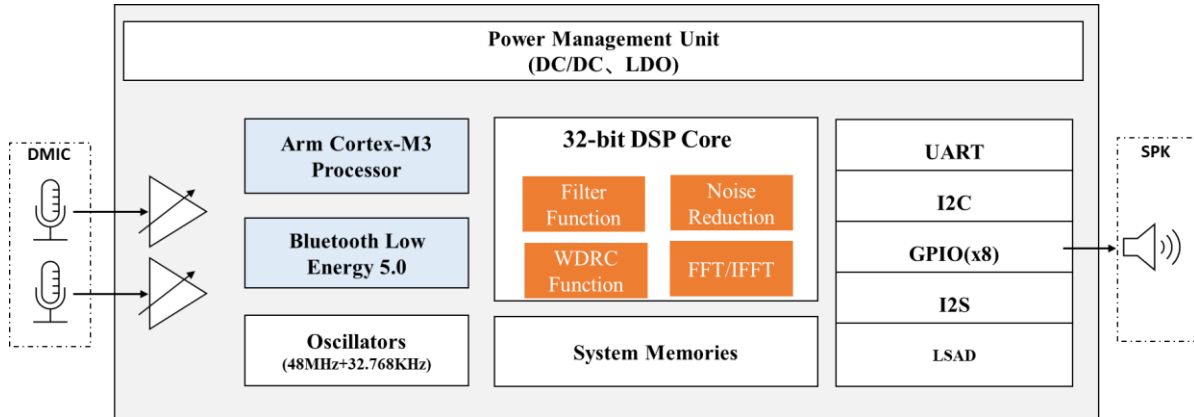 Power Management Unit
(DC/DC、LDO)
DMIC
Arm Cortex-M3
Processor
Bluetooth Low
Energy 5.0
Oscillators
(48MHz+32.768KHz)
32-bit DSP Core
Filter
Function
Noise
Reduction
WDRC
Function
FFT/IFFT
System Memories
UART
I2C
GPIO(x8)
I2S
LSAD
SPK